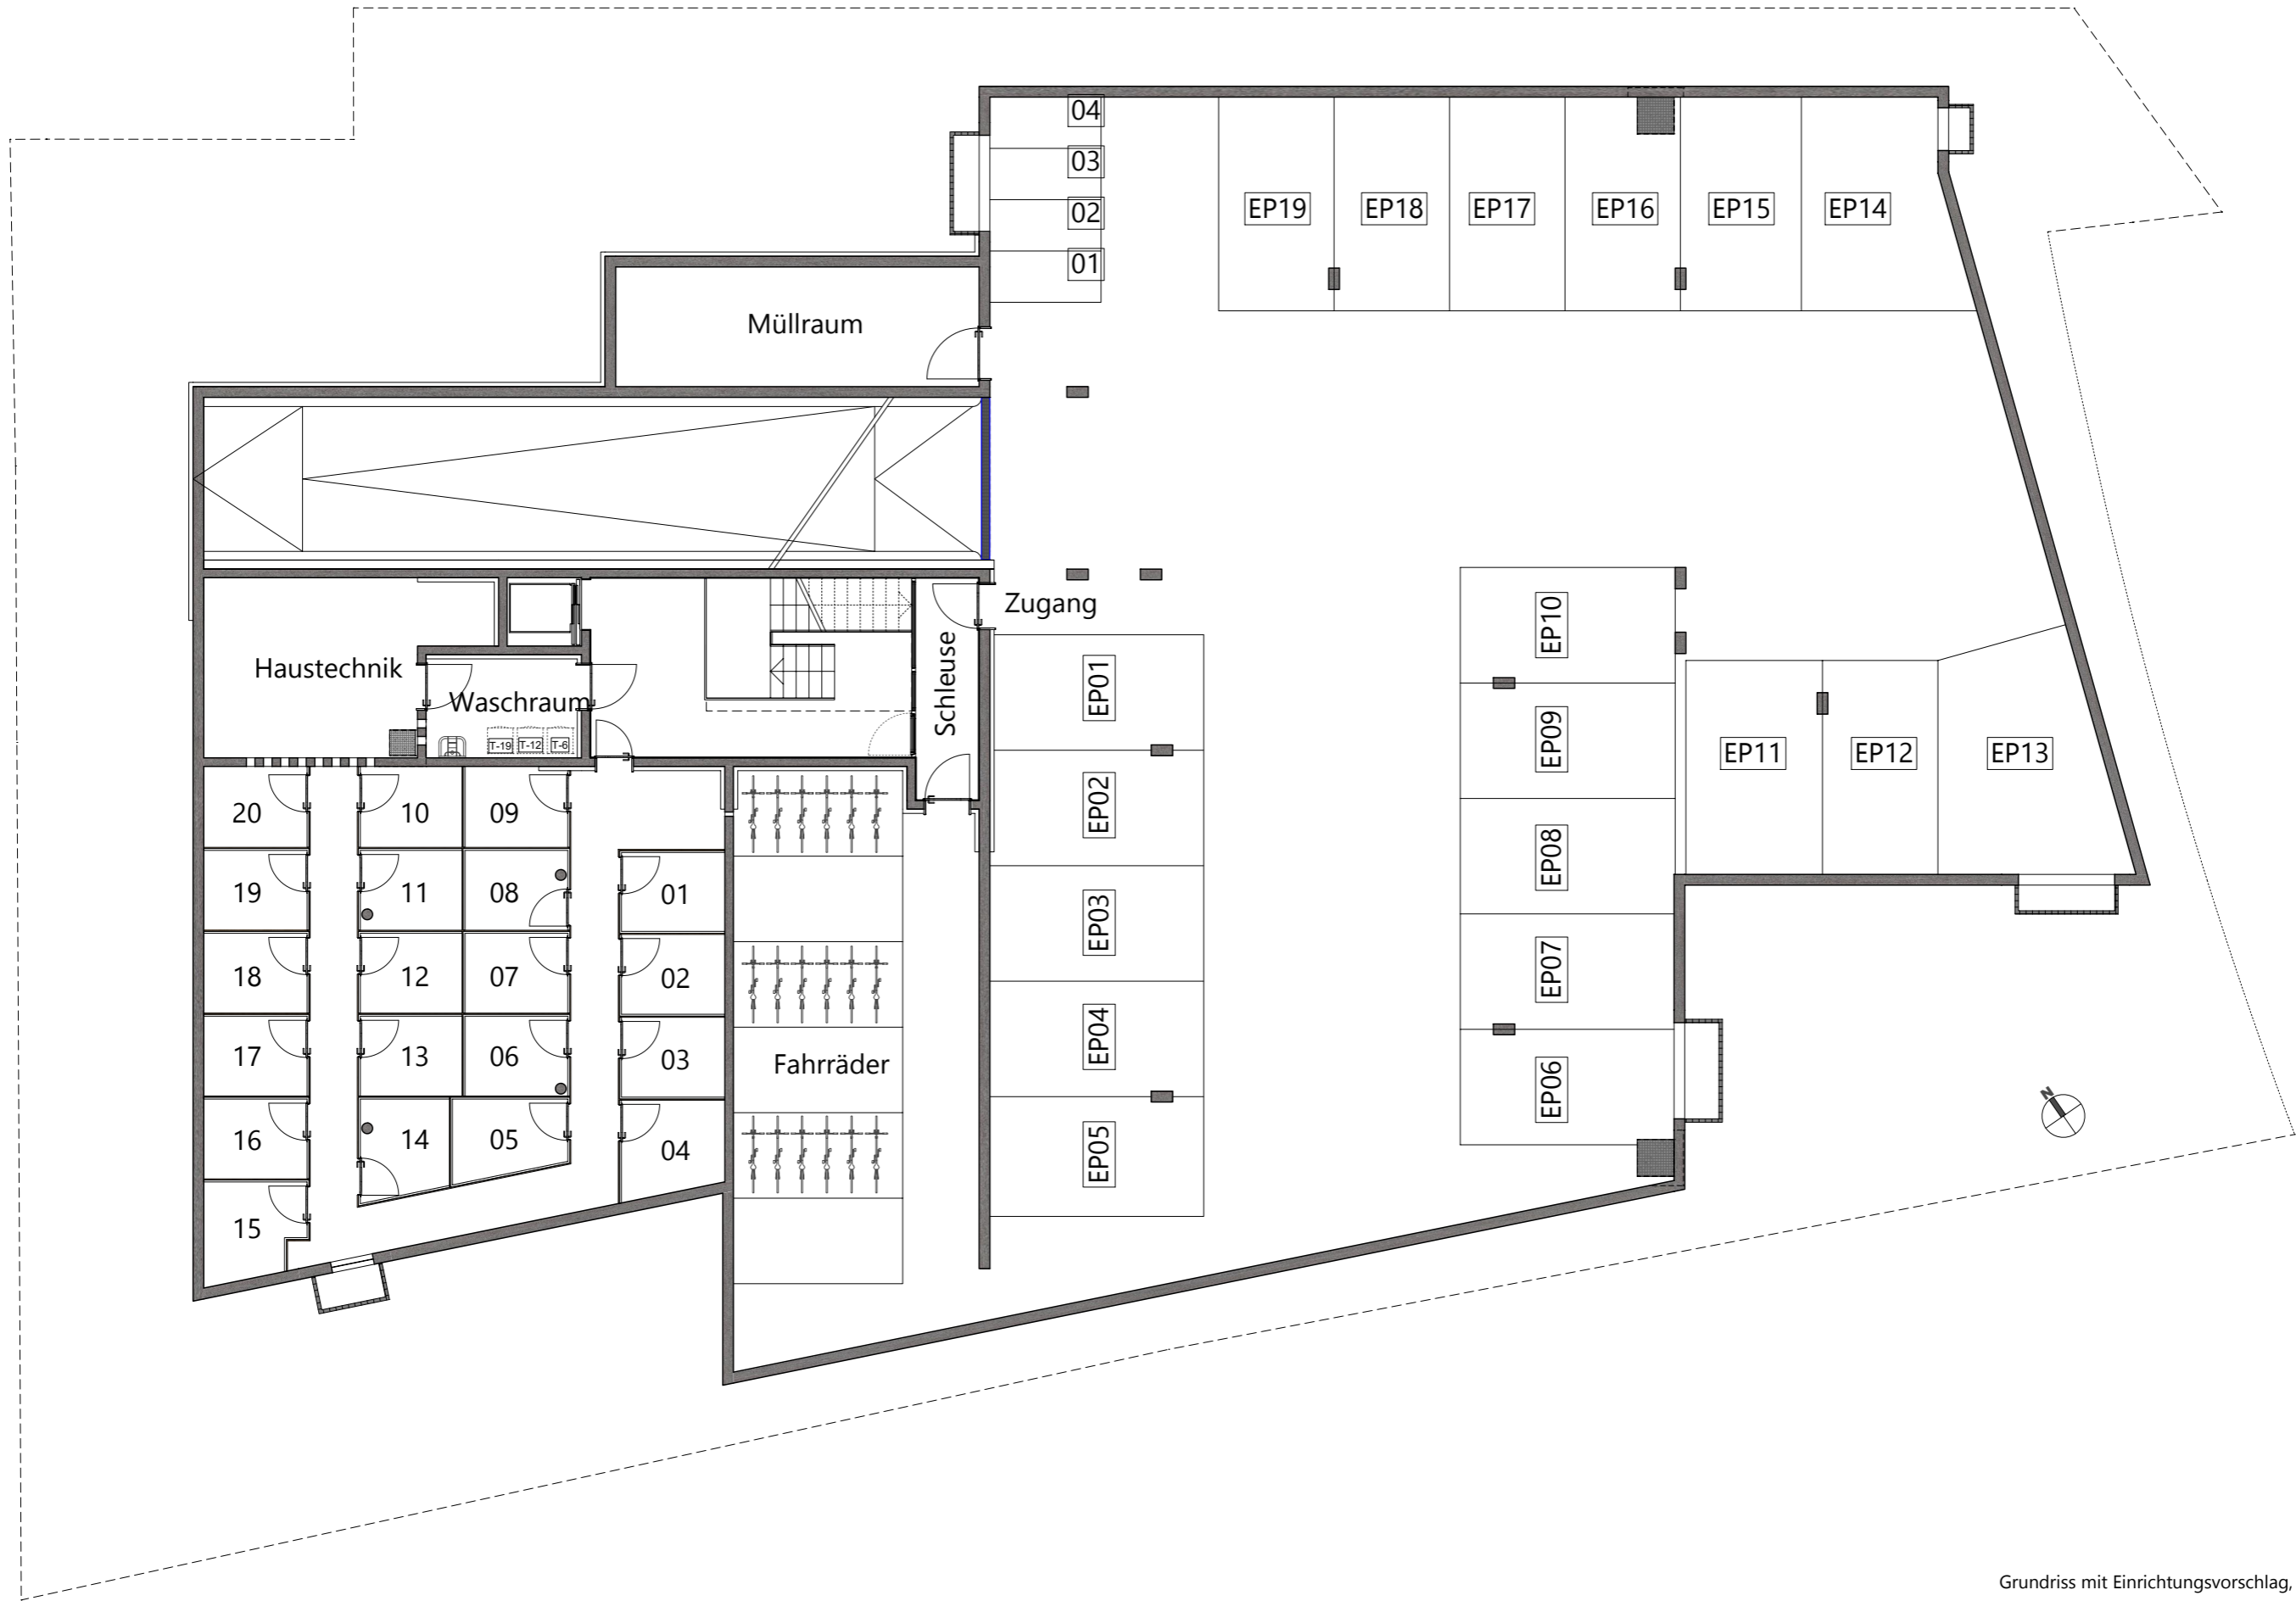 04
03
02
01
EP19 EP18 EP17 EP16 EP15 EP14
Müllraum
Zugang
Haustechnik
Waschraum
T-19 T-12 T-6
Schleuse
EP01
EP02
EP03
EP04
EP05
EP10
EP09
EP08
EP07
EP06
EP11 EP12 EP13
20 10 09
19 11 08 01
18 12 07 02
17 13 06 03
16 14 05 04
15
Fahrräder
N
Grundriss mit Einrichtungsvorschlag,